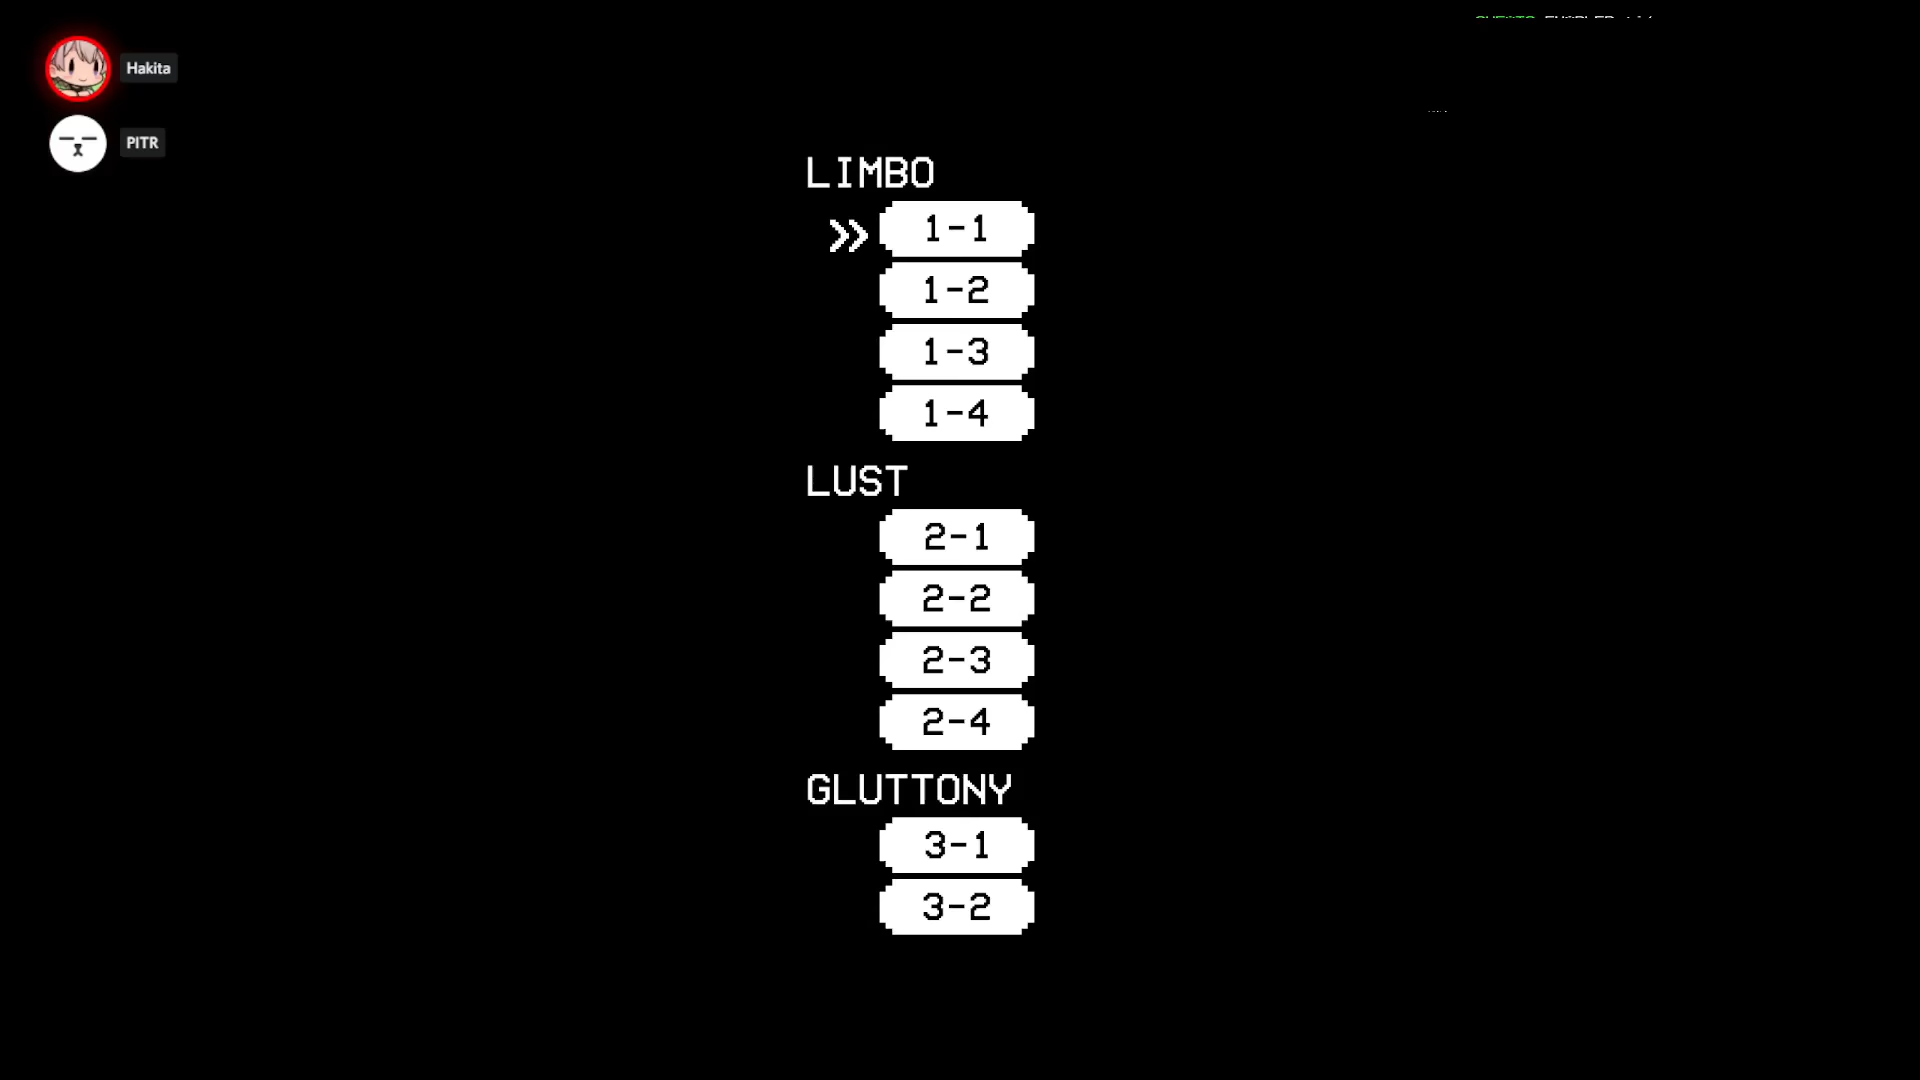 Hakita
PITR
LIMBO
1-1
1-2
1-3
1-4
LUST
2-1
2-2
2-3
2-4
GLUTTONY
3-1
3-2